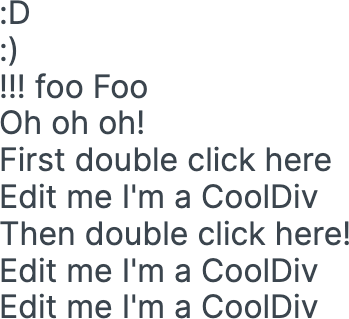 :D
:)
!!! foo Foo
Oh oh oh!
First double click here
Edit me I'm a CoolDiv
Then double click here!
Edit me I'm a CoolDiv
Edit me I'm a CoolDiv